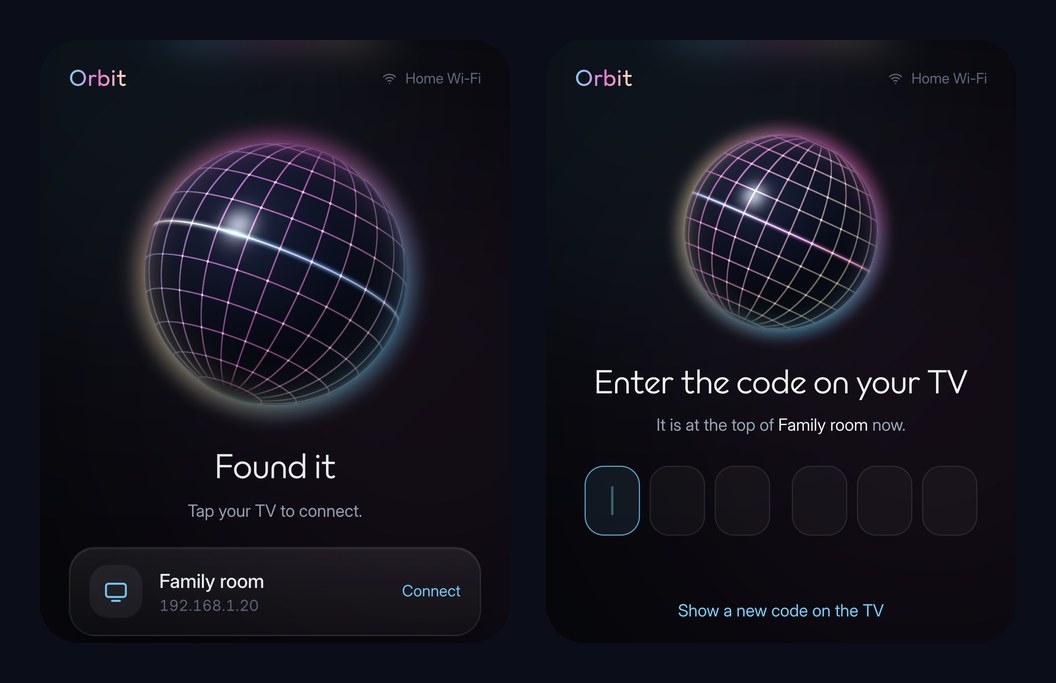 Orbit
Home Wi-Fi
Found it
Tap your TV to connect.
Family room
192.168.1.20
Connect
Orbit
Home Wi-Fi
Enter the code on your TV
It is at the top of Family room now.
Show a new code on the TV